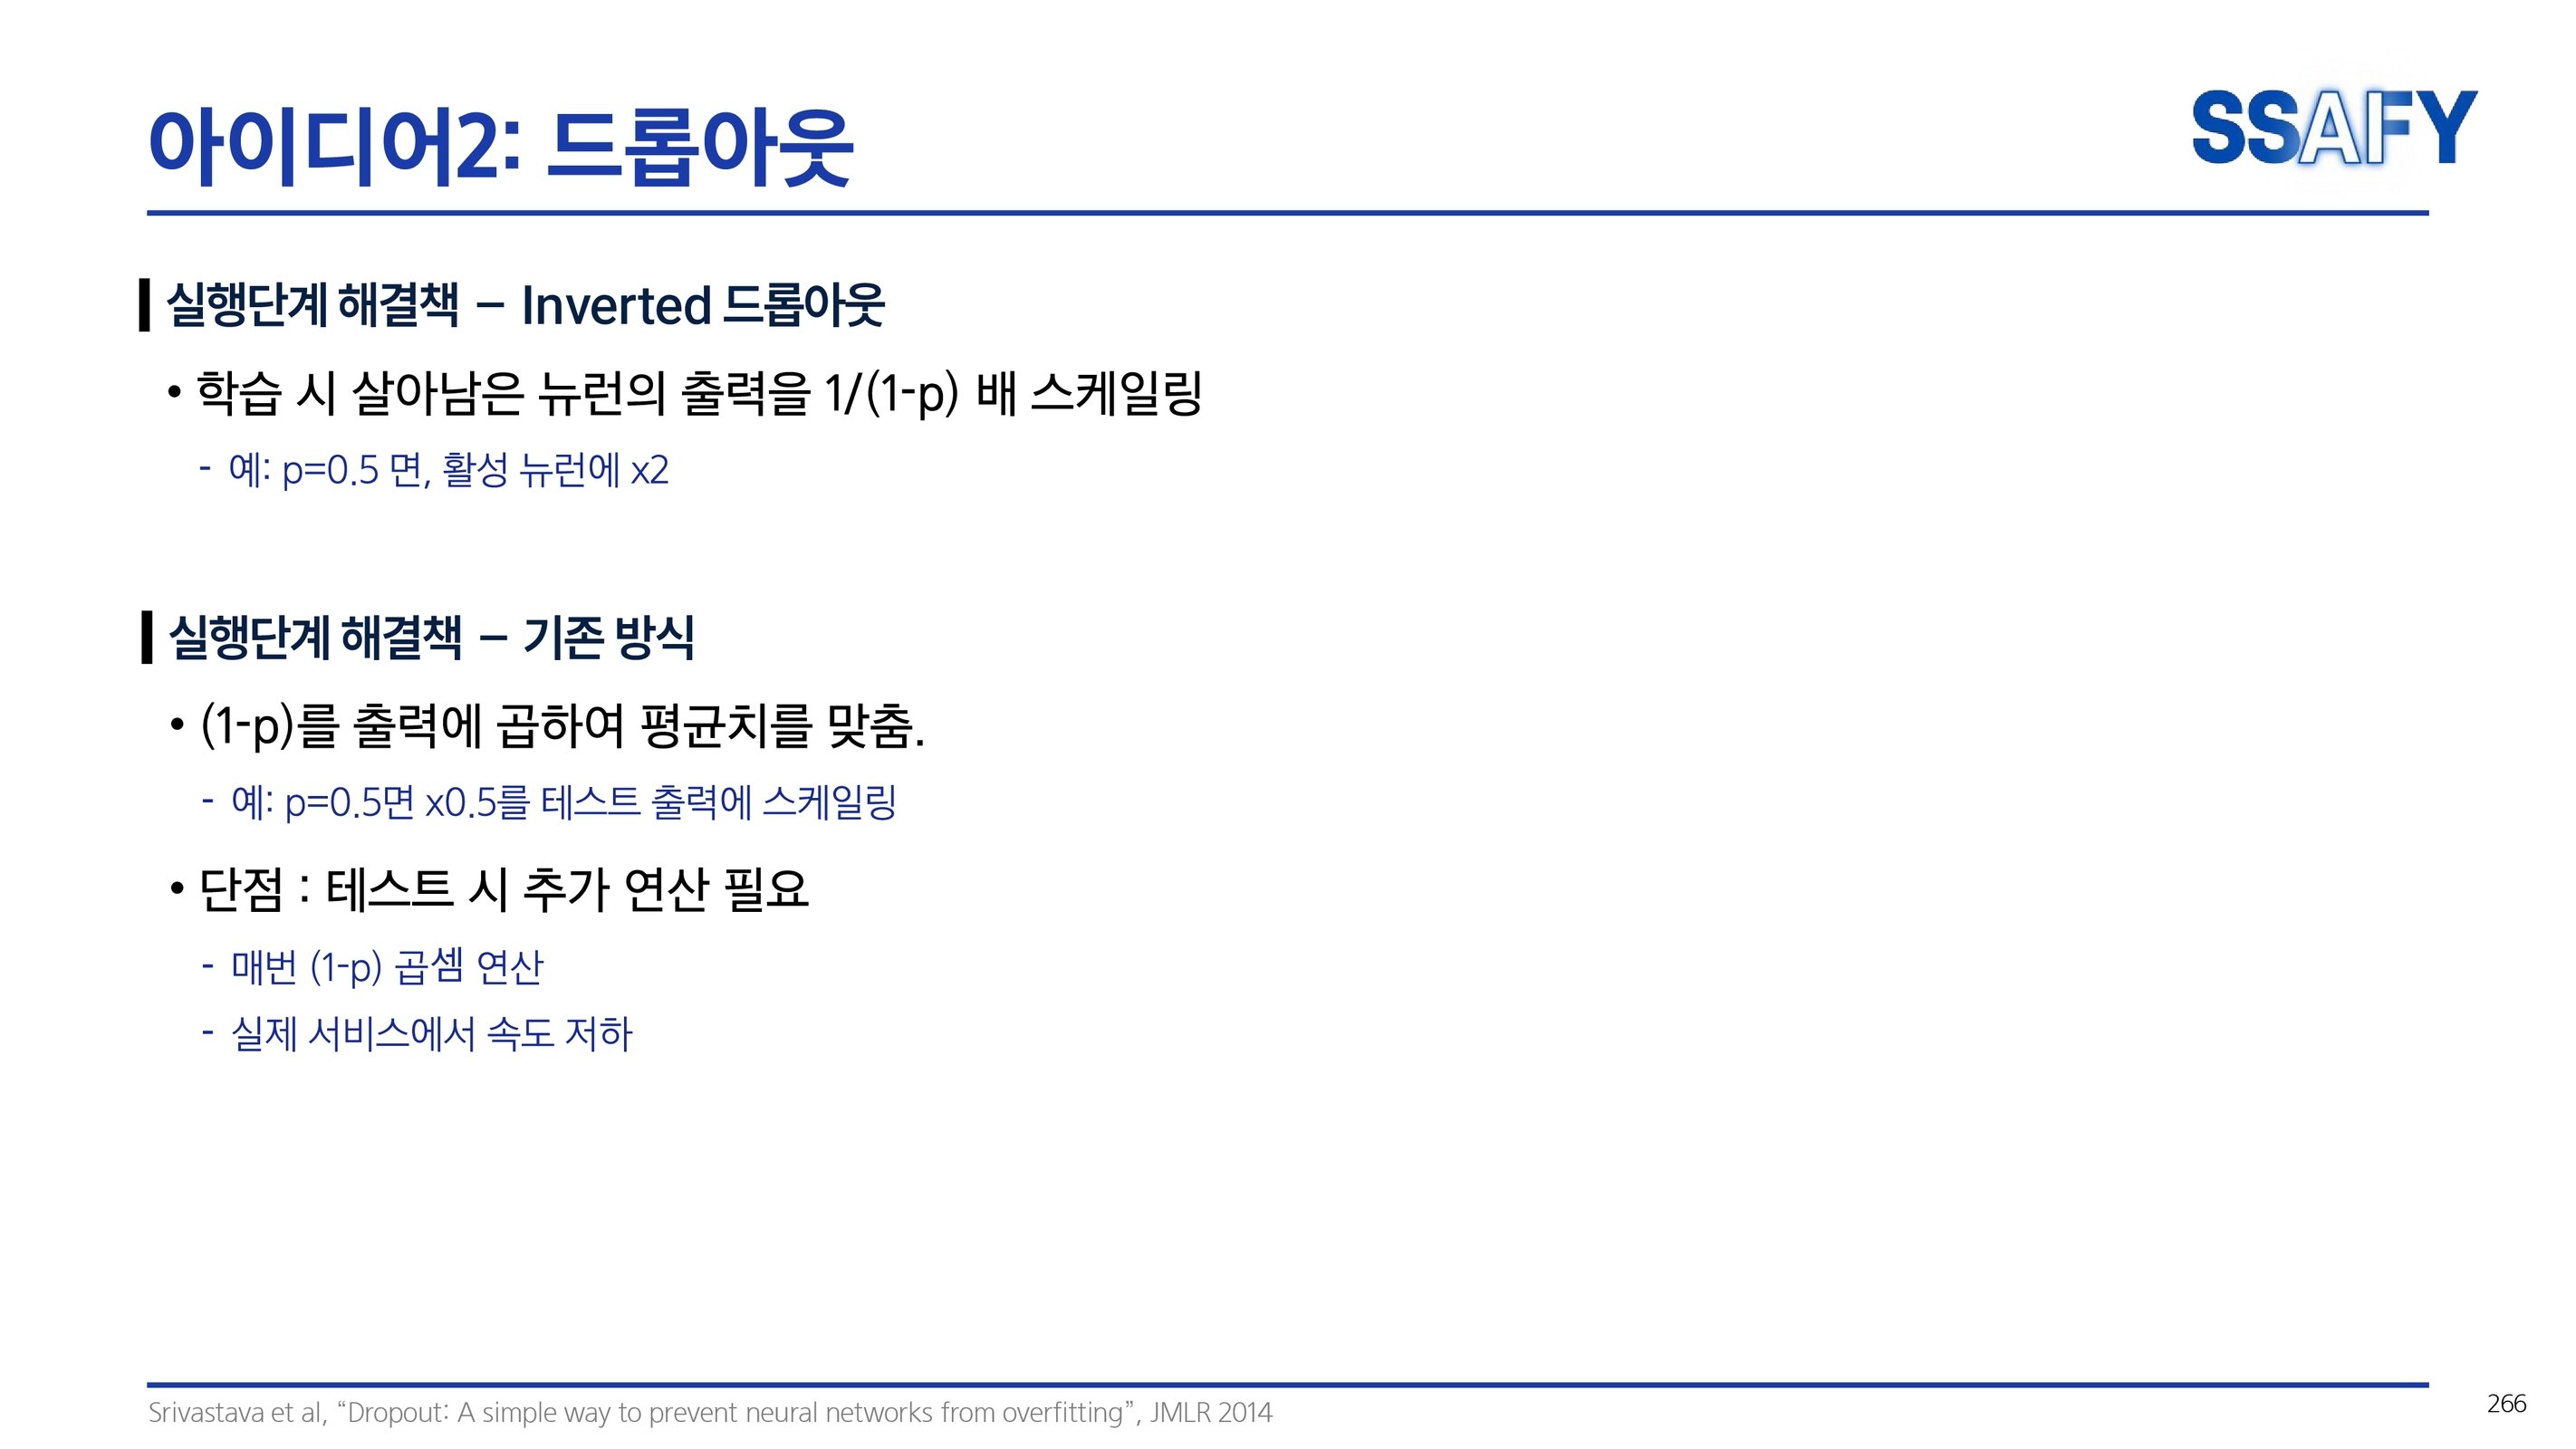 아이디어2: 드롭아웃
SSAFY
실행단계 해결책 – Inverted 드롭아웃
• 학습 시 살아남은 뉴런의 출력을 1/(1-p) 배 스케일링
- 예: p=0.5 면, 활성 뉴런에 x2
실행단계 해결책 – 기존 방식
• (1-p)를 출력에 곱하여 평균치를 맞춤.
- 예: p=0.5면 x0.5를 테스트 출력에 스케일링
• 단점 : 테스트 시 추가 연산 필요
- 매번 (1-p) 곱셈 연산
- 실제 서비스에서 속도 저하
Srivastava et al, “Dropout: A simple way to prevent neural networks from overfitting”, JMLR 2014
266